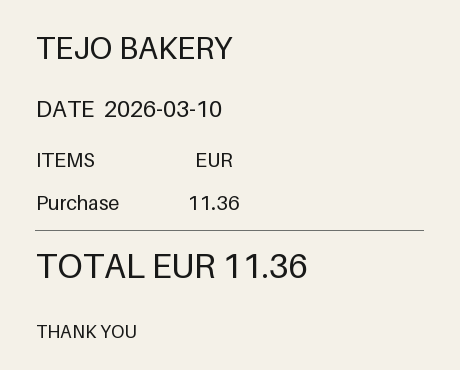 TEJO BAKERY
DATE 2026-03-10
ITEMS EUR
Purchase 11.36
TOTAL EUR 11.36
THANK YOU